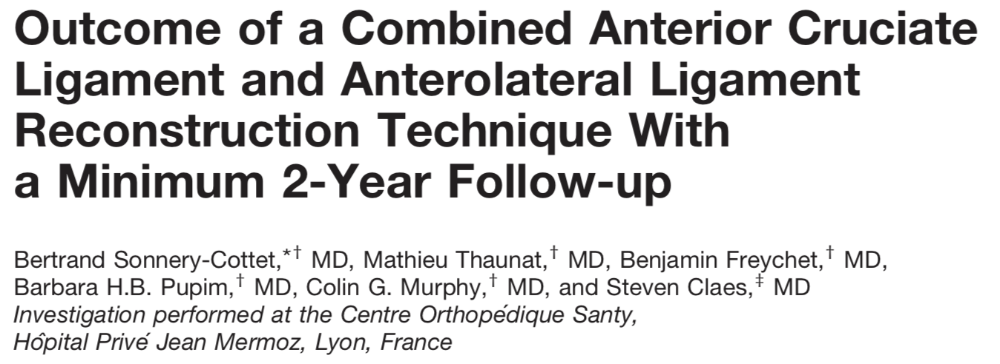 Outcome of a Combined Anterior Cruciate
Ligament and Anterolateral Ligament
Reconstruction Technique With
a Minimum 2-Year Follow-up
Bertrand Sonnery-Cottet,*† MD, Mathieu Thaunat,† MD, Benjamin Freychet,† MD,
Barbara H.B. Pupim,† MD, Colin G. Murphy,† MD, and Steven Claes,‡ MD
Investigation performed at the Centre Orthopédique Santy,
Hôpital Privé Jean Mermoz, Lyon, France